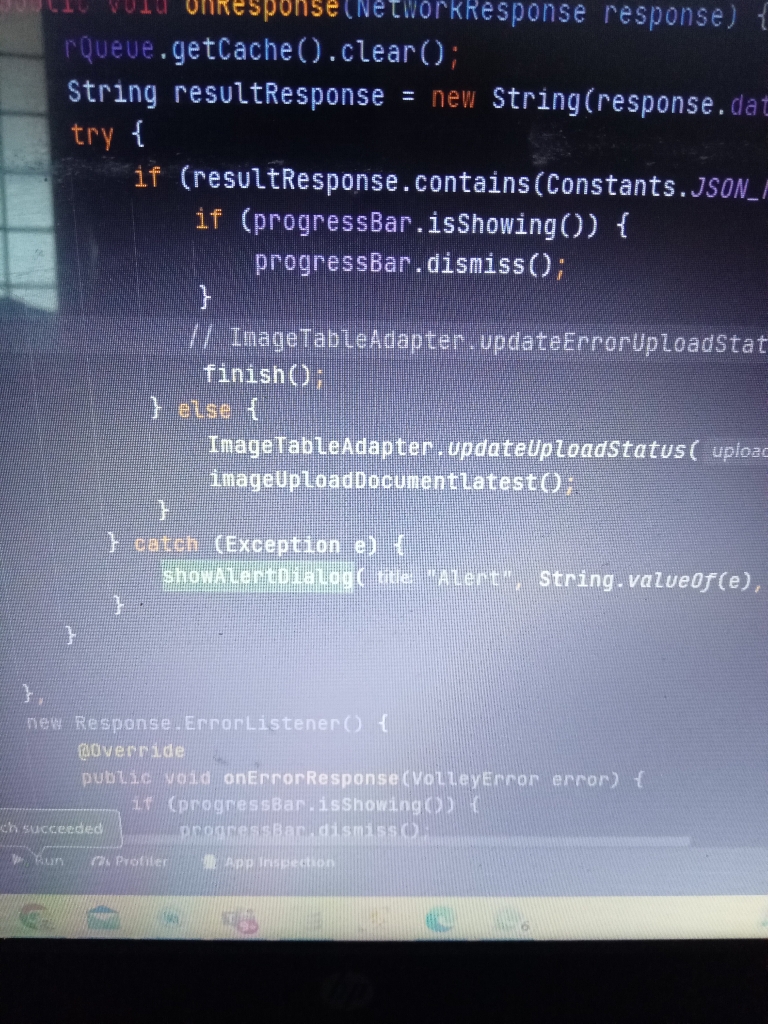 public void onResponse(NetworkResponse response) {
rQueue.getCache().clear();
String resultResponse = new String(response.dat
try {
if (resultResponse.contains(Constants.JSON_
if (progressBar.isShowing()) {
progressBar.dismiss();
}
// ImageTableAdapter.updateErrorUploadStat
finish();
} else {
ImageTableAdapter.updateUploadStatus( upload
imageUploadDocumentlatest();
}
} catch (Exception e) {
showAlertDialog( title: "Alert", String.valueOf(e),
}
}
},
new Response.ErrorListener() {
@Override
public void onErrorResponse(VolleyError error) {
if (progressBar.isShowing()) {
progressBar.dismiss();
ch succeeded
Run Profiler App Inspection
hp